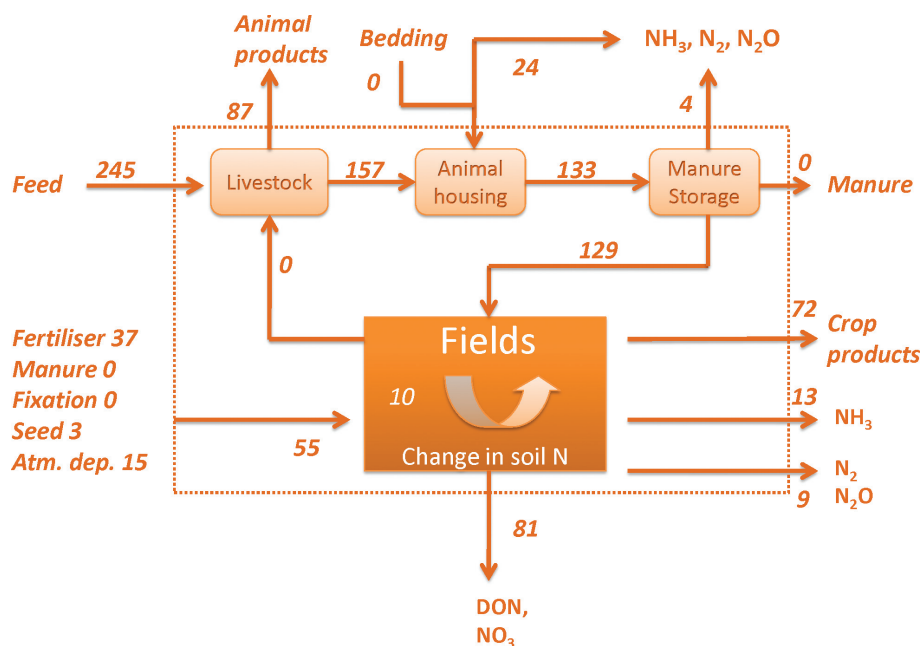 Animal
products
Bedding
NH₃, N₂, N₂O
0
24
87
4
Feed
245
Livestock
157
Animal
housing
133
Manure
Storage
0
Manure
0
129
Fertiliser 37
Manure 0
Fixation 0
Seed 3
Atm. dep. 15
55
Fields
10
Change in soil N
72
Crop
products
13
NH₃
N₂
N₂O
9
81
DON,
NO₃